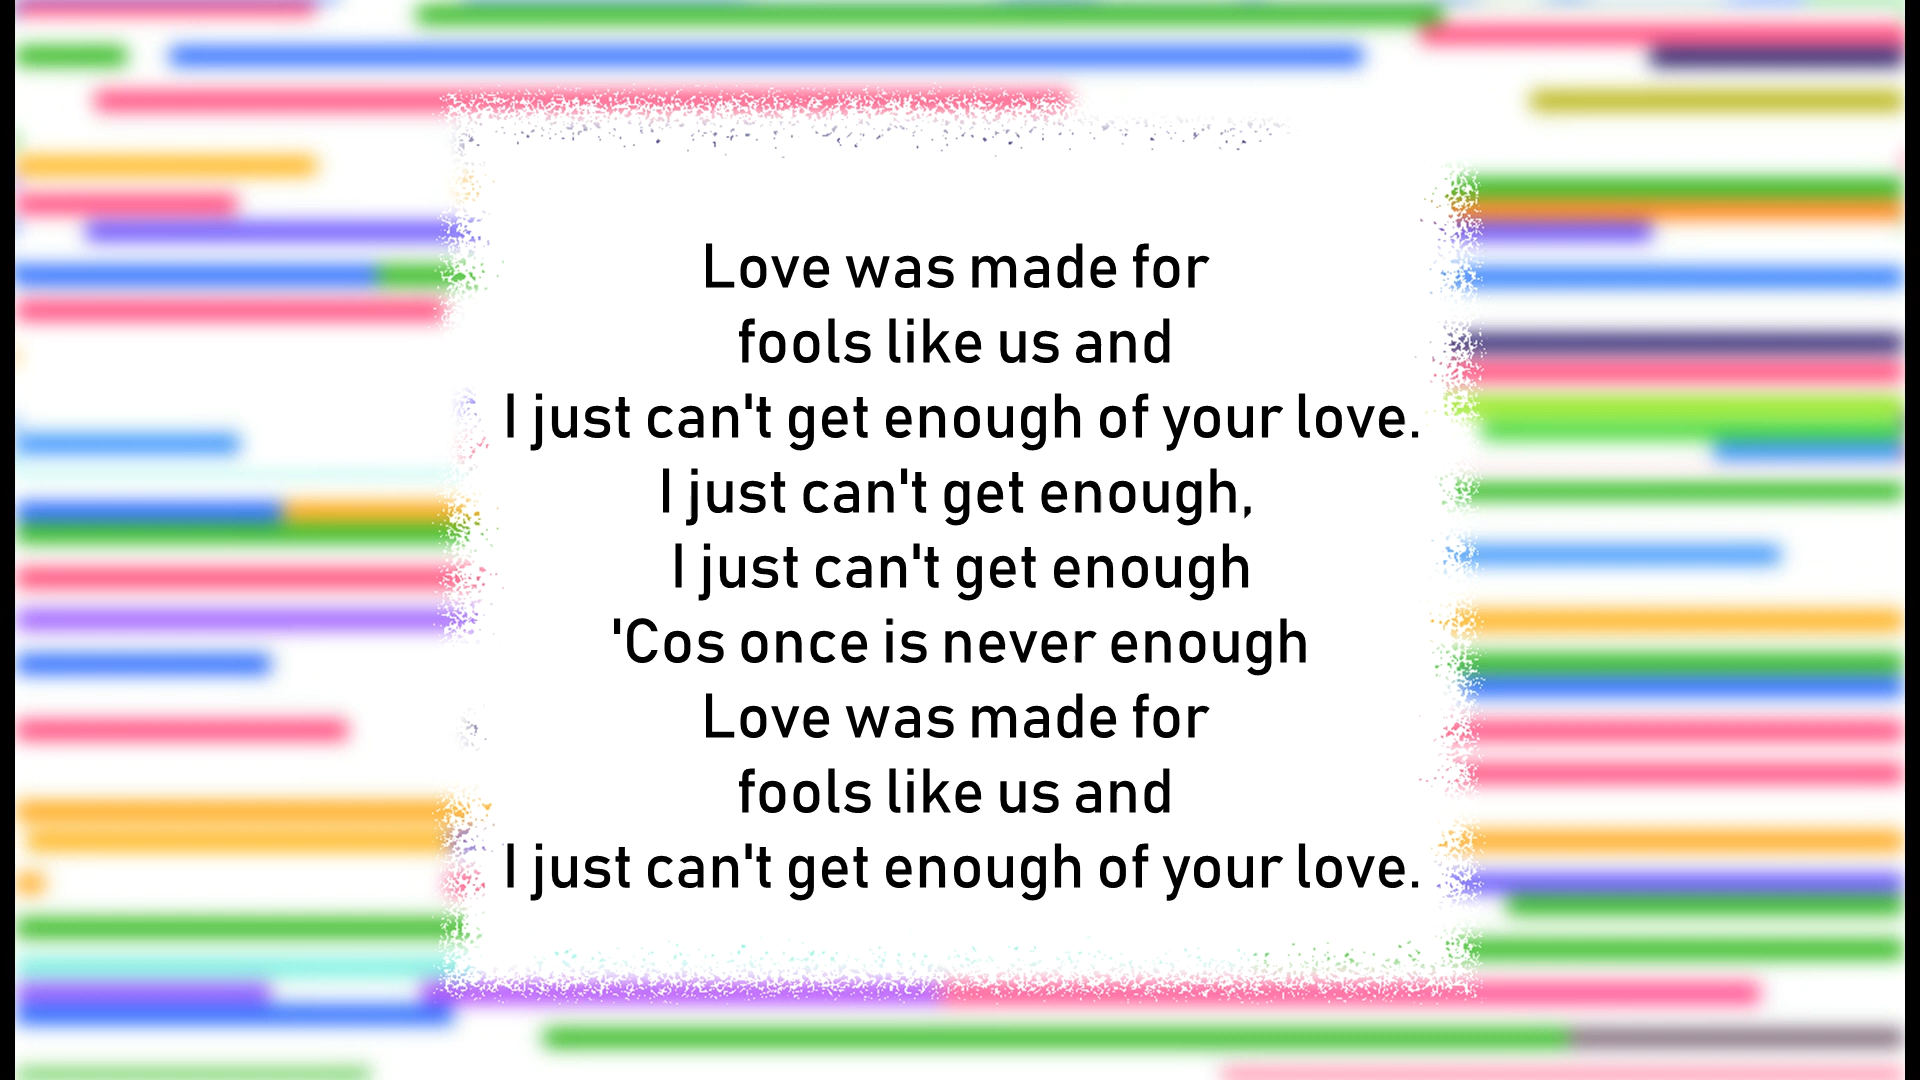 Love was made for
fools like us and
I just can't get enough of your love.
I just can't get enough,
I just can't get enough
'Cos once is never enough
Love was made for
fools like us and
I just can't get enough of your love.